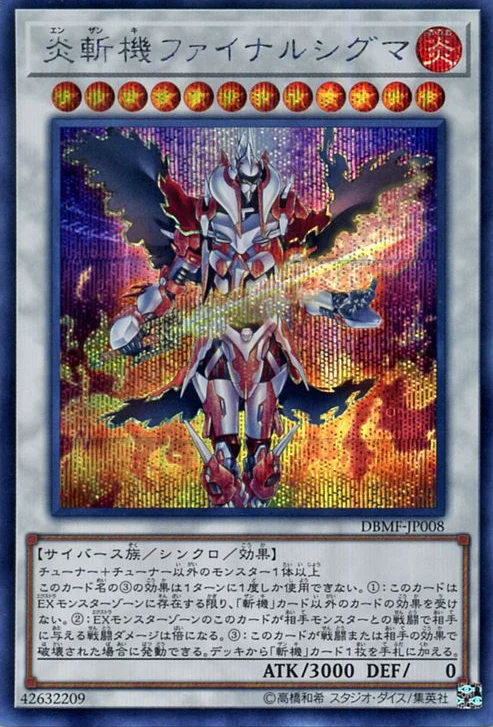 炎斬機ファイナルシグマ
炎
DBMF-JP008
【サイバース族／シンクロ／効果】
チューナー＋チューナー以外のモンスター1体以上
このカード名の③の効果は1ターンに1度しか使用できない。①：このカードは
EXモンスターゾーンに存在する限り、「斬機」カード以外のカードの効果を受け
ない。②：EXモンスターゾーンのこのカードが相手モンスターとの戦闘で相手
に与える戦闘ダメージは倍になる。③：このカードが戦闘または相手の効果で
破壊された場合に発動できる。デッキから「斬機」カード1枚を手札に加える。
ATK/3000 DEF/ 0
42632209
©高橋和希 スタジオ・ダイス/集英社